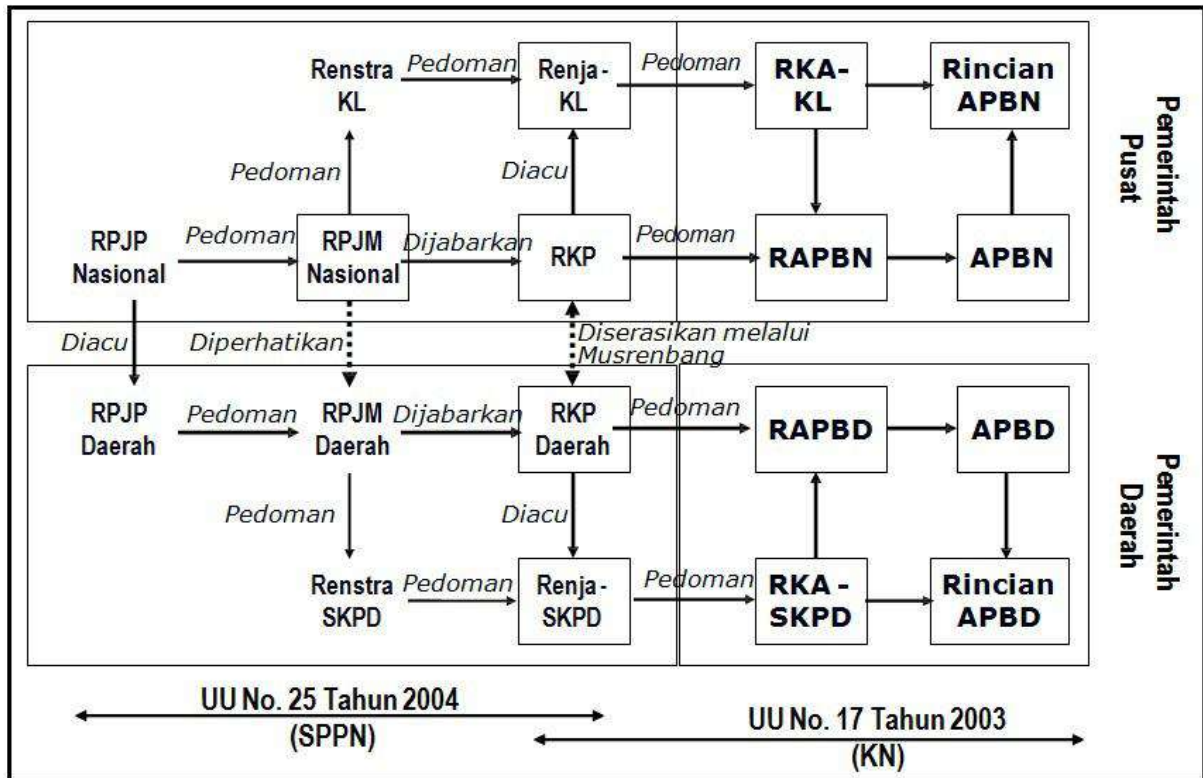 Renstra
KL
Pedoman
Renja-
KL
Pedoman
RKA-
KL
Rincian
APBN
Pemerintah
Pusat
Pedoman
Diacu
RPJP
Nasional
Pedoman
RPJM
Nasional
Dijabarkan
RKP
Pedoman
RAPBN
APBN
Diacu
Diperhatikan
Diserasikan melalui
Musrenbang
RPJP
Daerah
Pedoman
RPJM
Daerah
Dijabarkan
RKP
Daerah
Pedoman
RAPBD
APBD
Pemerintah
Daerah
Pedoman
Diacu
Renstra
SKPD
Pedoman
Renja-
SKPD
Pedoman
RKA -
SKPD
Rincian
APBD
UU No. 25 Tahun 2004
(SPPN)
UU No. 17 Tahun 2003
(KN)